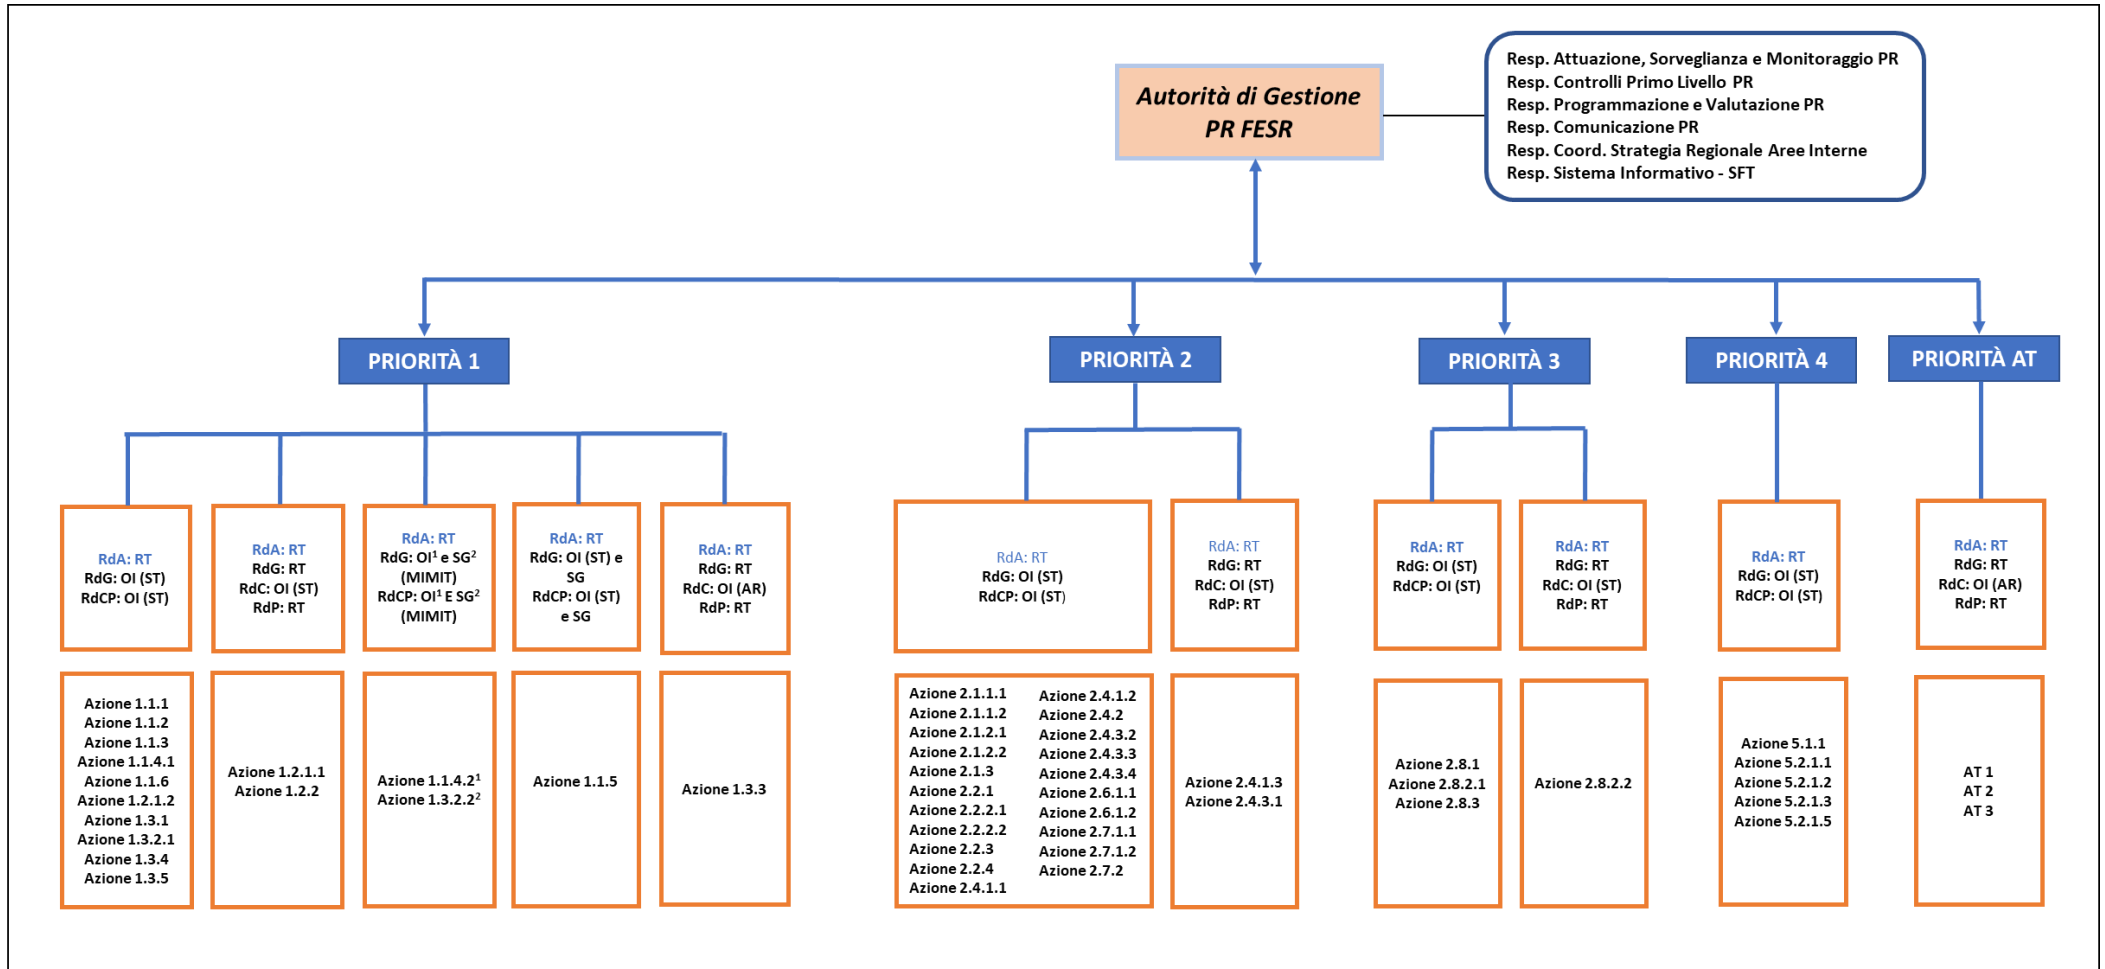 Autorità di Gestione
PR FESR
Resp. Attuazione, Sorveglianza e Monitoraggio PR
Resp. Controlli Primo Livello PR
Resp. Programmazione e Valutazione PR
Resp. Comunicazione PR
Resp. Coord. Strategia Regionale Aree Interne
Resp. Sistema Informativo - SFT
PRIORITÀ 1
PRIORITÀ 2
PRIORITÀ 3
PRIORITÀ 4
PRIORITÀ AT
RdA: RT
RdG: OI (ST)
RdCP: OI (ST)
RdA: RT
RdG: RT
RdC: OI (ST)
RdP: RT
RdA: RT
RdG: OI¹ e SG²
(MIMIT)
RdCP: OI¹ E SG²
(MIMIT)
RdA: RT
RdG: OI (ST) e
SG
RdCP: OI (ST)
e SG
RdA: RT
RdG: RT
RdC: OI (AR)
RdP: RT
RdA: RT
RdG: OI (ST)
RdCP: OI (ST)
RdA: RT
RdG: RT
RdC: OI (ST)
RdP: RT
RdA: RT
RdG: OI (ST)
RdCP: OI (ST)
RdA: RT
RdG: RT
RdC: OI (ST)
RdP: RT
RdA: RT
RdG: OI (ST)
RdCP: OI (ST)
RdA: RT
RdG: RT
RdC: OI (AR)
RdP: RT
Azione 1.1.1
Azione 1.1.2
Azione 1.1.3
Azione 1.1.4.1
Azione 1.1.6
Azione 1.2.1.2
Azione 1.3.1
Azione 1.3.2.1
Azione 1.3.4
Azione 1.3.5
Azione 1.2.1.1
Azione 1.2.2
Azione 1.1.4.2¹
Azione 1.3.2.2²
Azione 1.1.5
Azione 1.3.3
Azione 2.1.1.1
Azione 2.1.1.2
Azione 2.1.2.1
Azione 2.1.2.2
Azione 2.1.3
Azione 2.2.1
Azione 2.2.2.1
Azione 2.2.2.2
Azione 2.2.3
Azione 2.2.4
Azione 2.4.1.1
Azione 2.4.1.2
Azione 2.4.2
Azione 2.4.3.2
Azione 2.4.3.3
Azione 2.4.3.4
Azione 2.6.1.1
Azione 2.6.1.2
Azione 2.7.1.1
Azione 2.7.1.2
Azione 2.7.2
Azione 2.4.1.3
Azione 2.4.3.1
Azione 2.8.1
Azione 2.8.2.1
Azione 2.8.3
Azione 2.8.2.2
Azione 5.1.1
Azione 5.2.1.1
Azione 5.2.1.2
Azione 5.2.1.3
Azione 5.2.1.5
AT 1
AT 2
AT 3